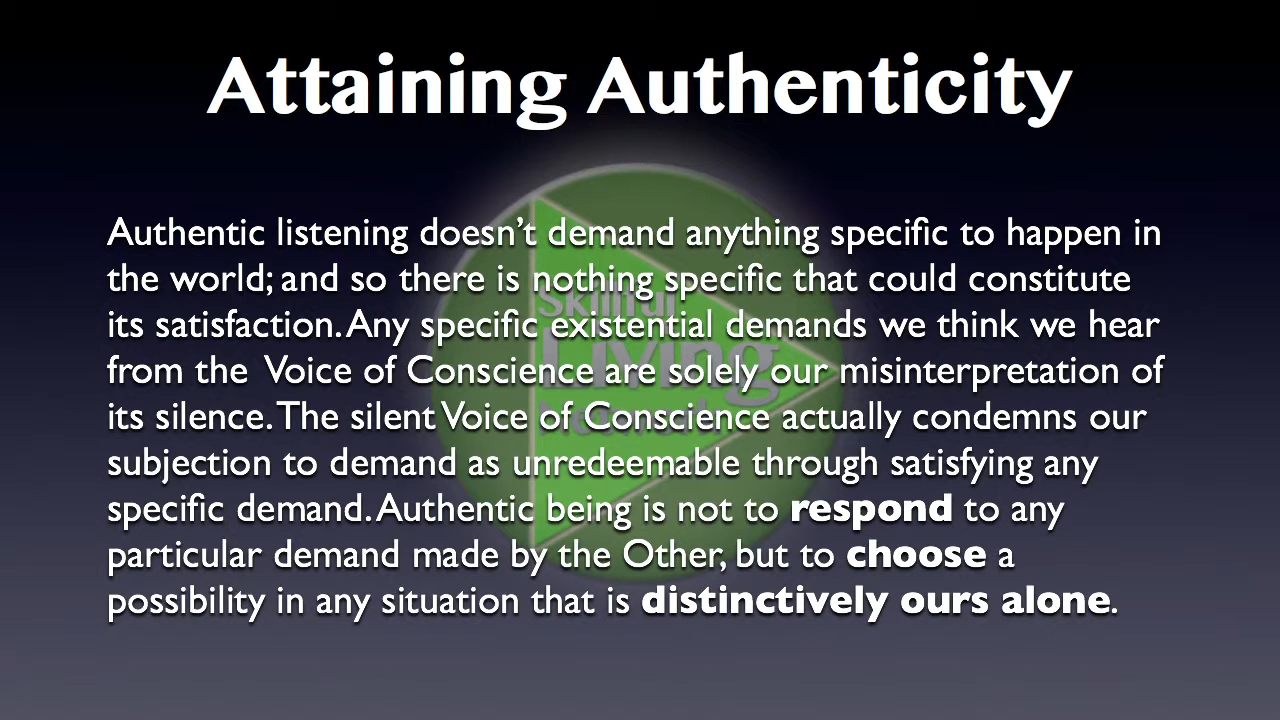 Attaining Authenticity
Authentic listening doesn’t demand anything specific to happen in
the world; and so there is nothing specific that could constitute
its satisfaction. Any specific existential demands we think we hear
from the Voice of Conscience are solely our misinterpretation of
its silence. The silent Voice of Conscience actually condemns our
subjection to demand as unredeemable through satisfying any
specific demand. Authentic being is not to respond to any
particular demand made by the Other, but to choose a
possibility in any situation that is distinctively ours alone.
Skillful
Living
Network